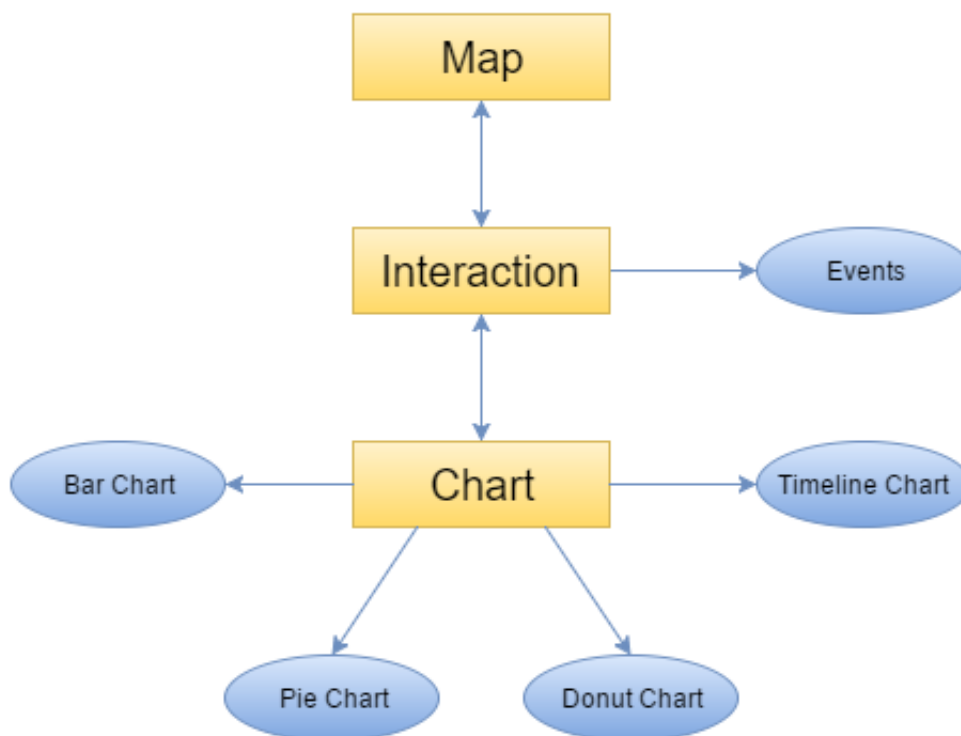 Map
Interaction
Events
Bar Chart
Chart
Timeline Chart
Pie Chart
Donut Chart